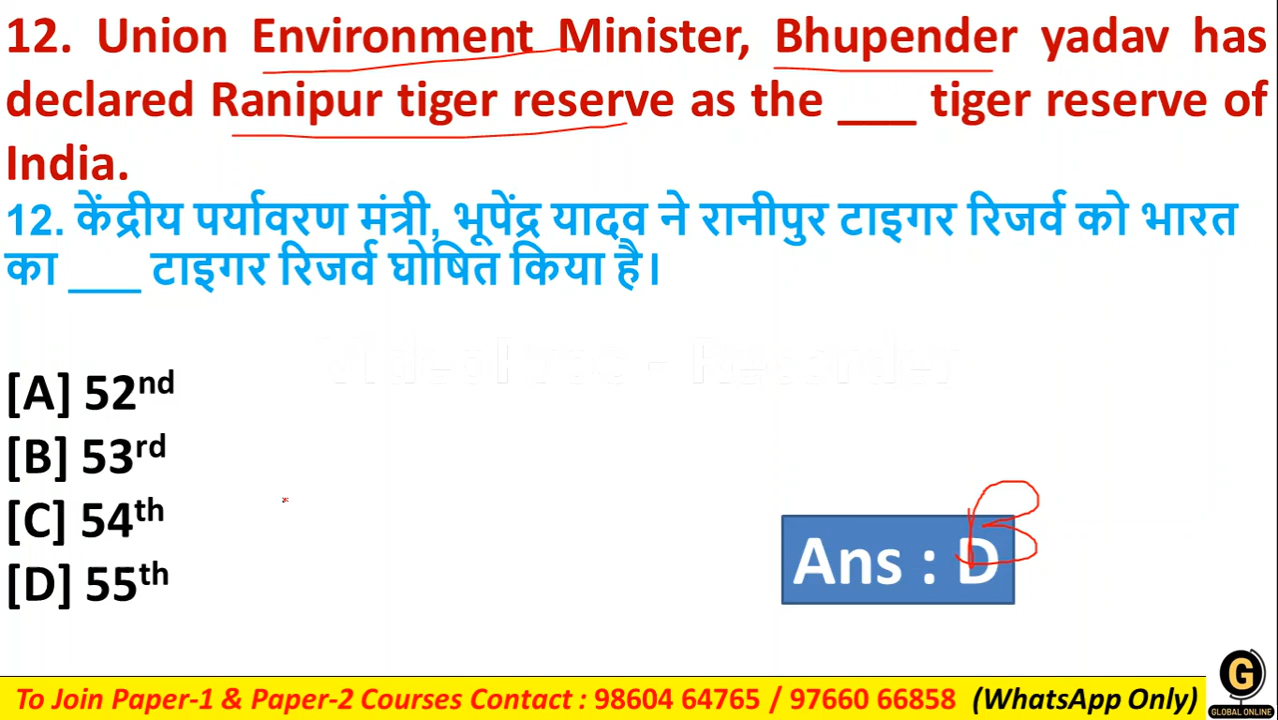 12. Union Environment Minister, Bhupender yadav has
declared Ranipur tiger reserve as the ___ tiger reserve of
India.
12. केंद्रीय पर्यावरण मंत्री, भूपेंद्र यादव ने रानीपुर टाइगर रिजर्व को भारत
का ___ टाइगर रिजर्व घोषित किया है।
[A] 52nd
[B] 53rd
[C] 54th
[D] 55th
Ans : D
B
To Join Paper-1 & Paper-2 Courses Contact : 98604 64765 / 97660 66858 (WhatsApp Only)
G
GLOBAL ONLINE